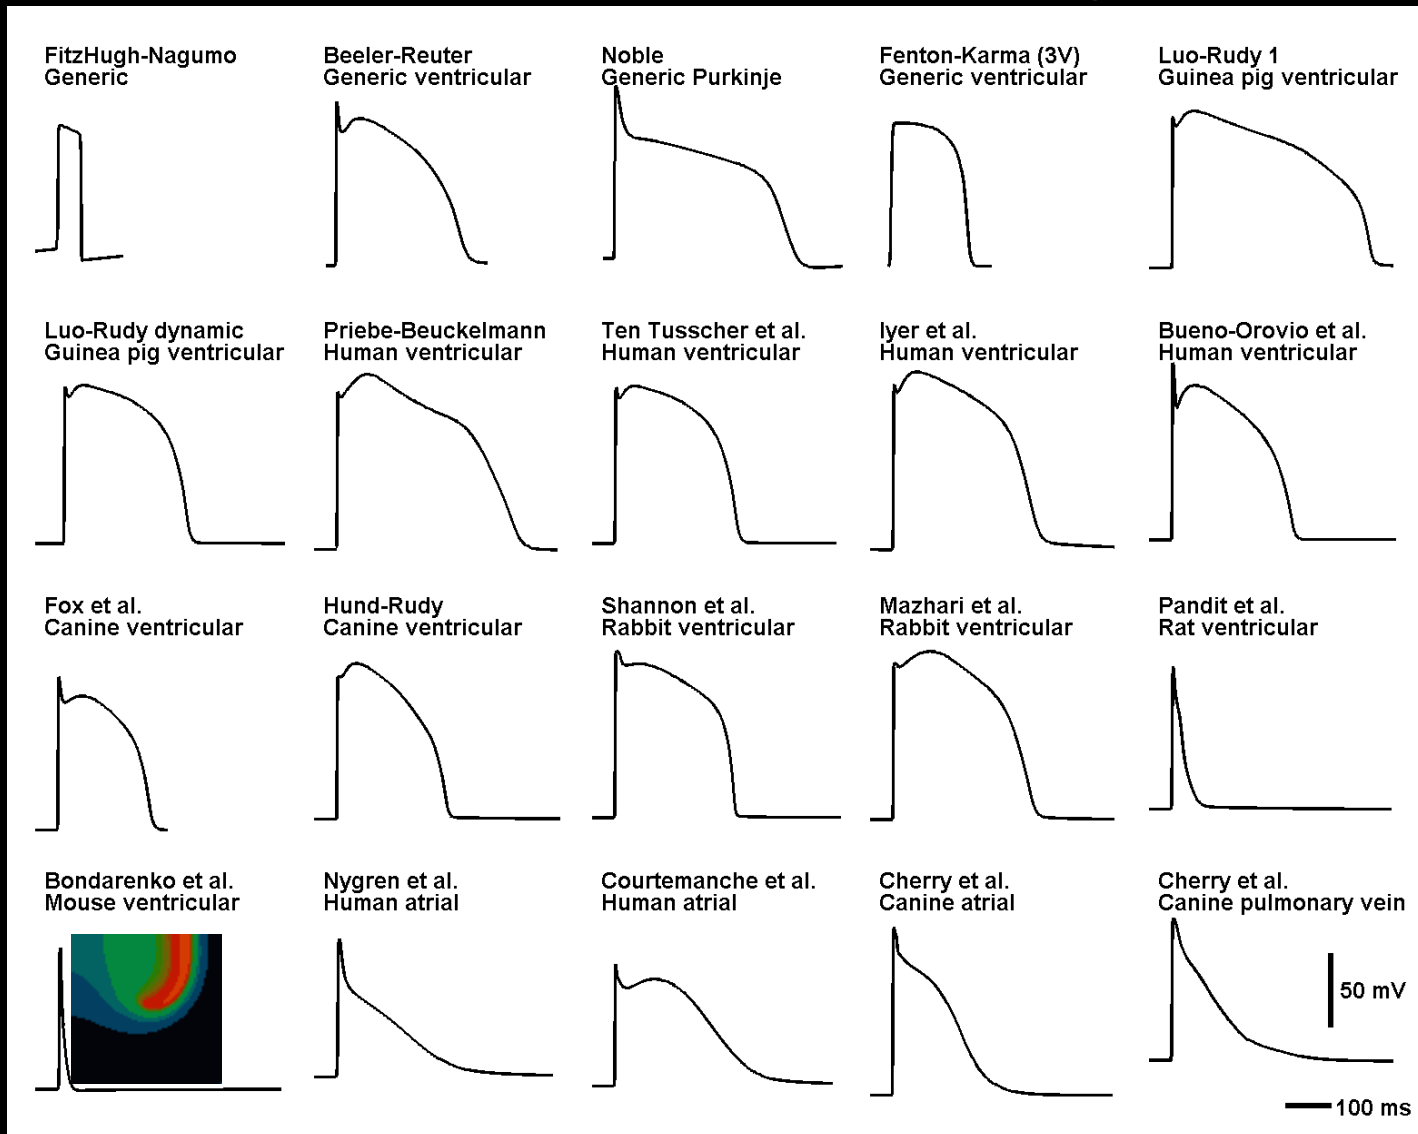 FitzHugh-Nagumo
Generic
Beeler-Reuter
Generic ventricular
Noble
Generic Purkinje
Fenton-Karma (3V)
Generic ventricular
Luo-Rudy 1
Guinea pig ventricular
Luo-Rudy dynamic
Guinea pig ventricular
Priebe-Beuckelmann
Human ventricular
Ten Tusscher et al.
Human ventricular
Iyer et al.
Human ventricular
Bueno-Orovio et al.
Human ventricular
Fox et al.
Canine ventricular
Hund-Rudy
Canine ventricular
Shannon et al.
Rabbit ventricular
Mazhari et al.
Rabbit ventricular
Pandit et al.
Rat ventricular
Bondarenko et al.
Mouse ventricular
Nygren et al.
Human atrial
Courtemanche et al.
Human atrial
Cherry et al.
Canine atrial
Cherry et al.
Canine pulmonary vein
50 mV
100 ms